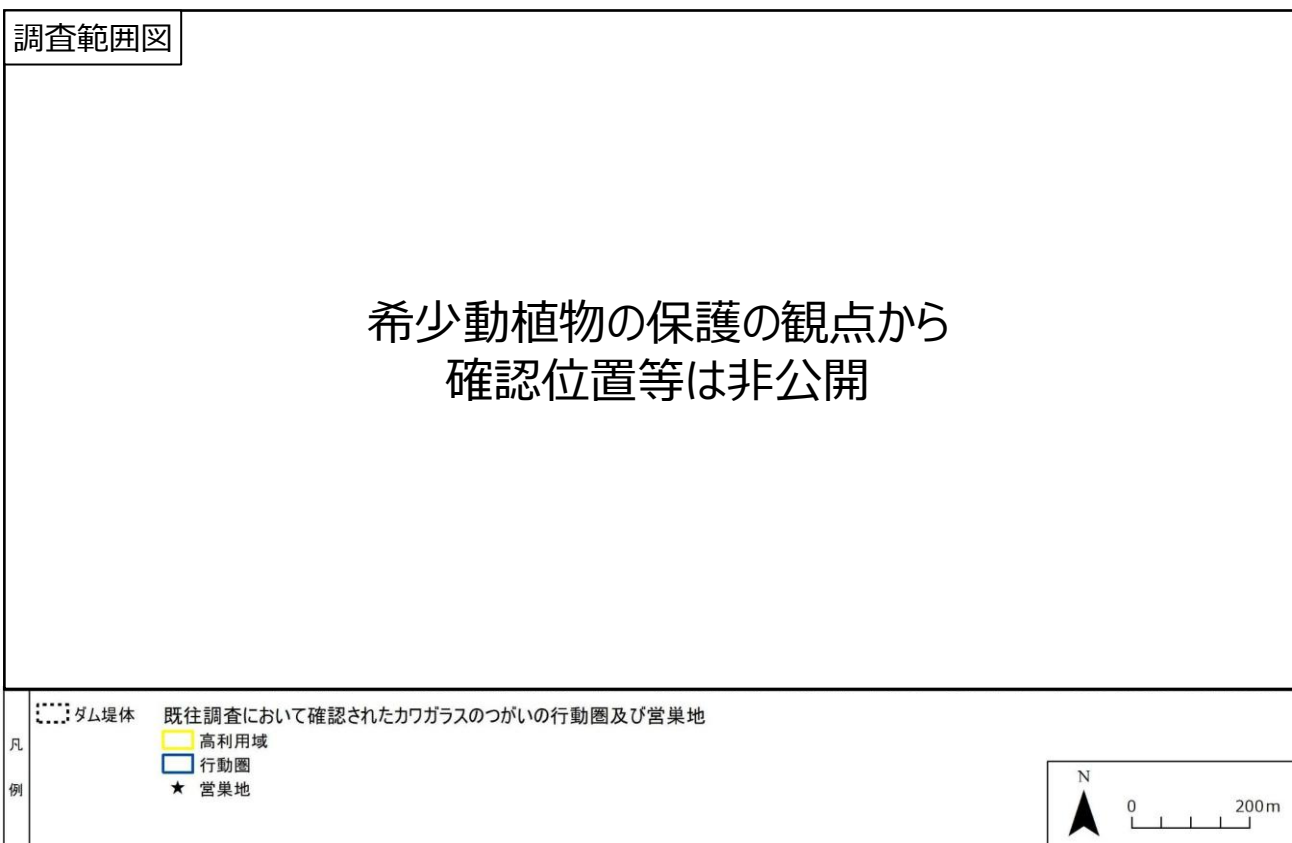 調査範囲図
希少動植物の保護の観点から
確認位置等は非公開
凡例
ダム堤体
既往調査において確認されたカワガラスのつがいの行動圏及び営巣地
高利用域
行動圏
★ 営巣地
N
0 200m